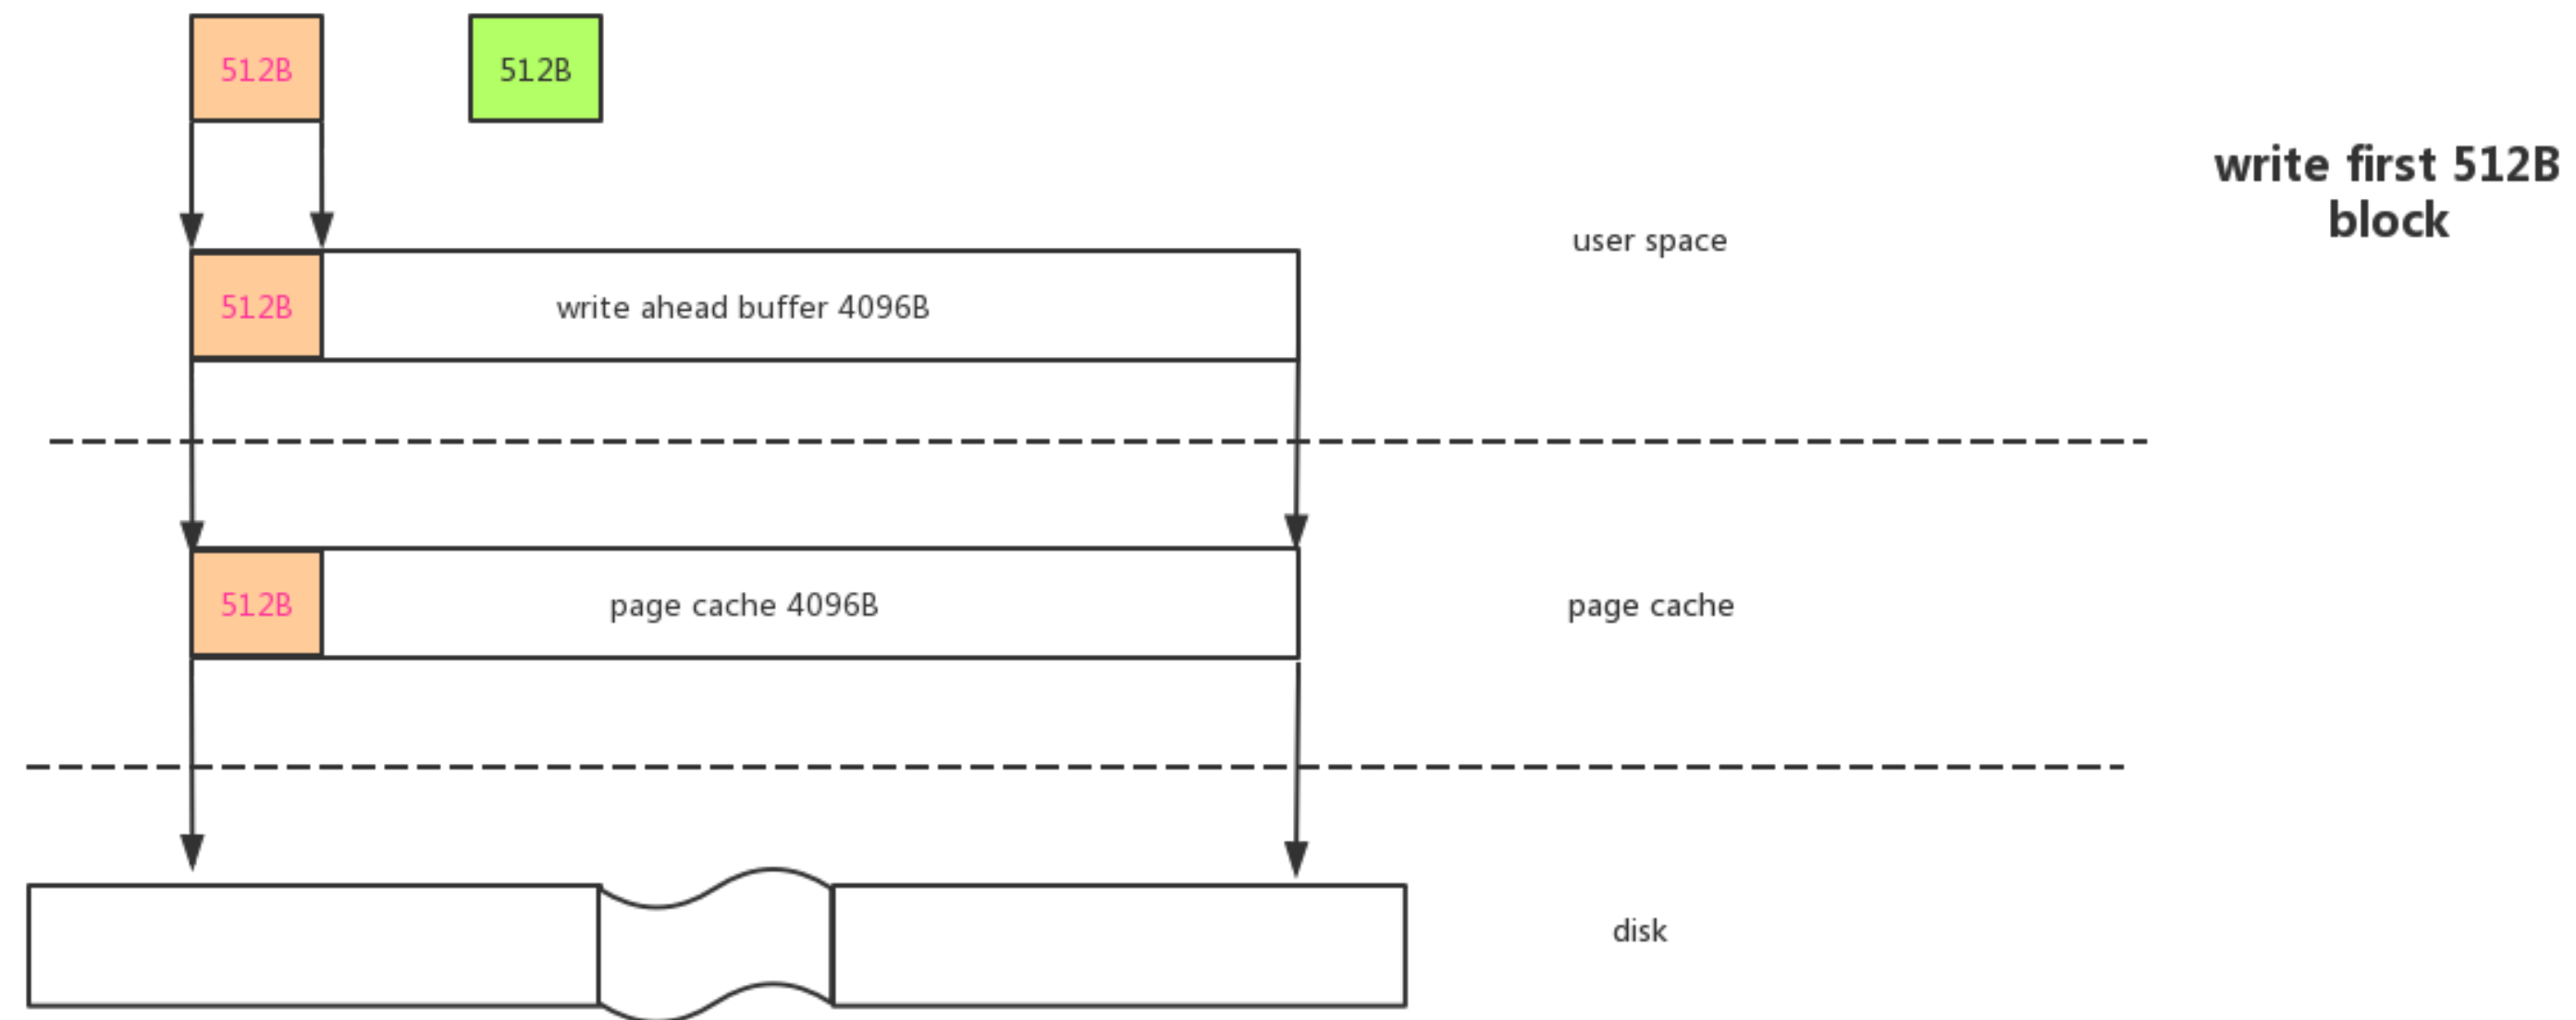 512B
512B
write first 512B
block
user space
512B
write ahead buffer 4096B
512B
page cache 4096B
page cache
disk